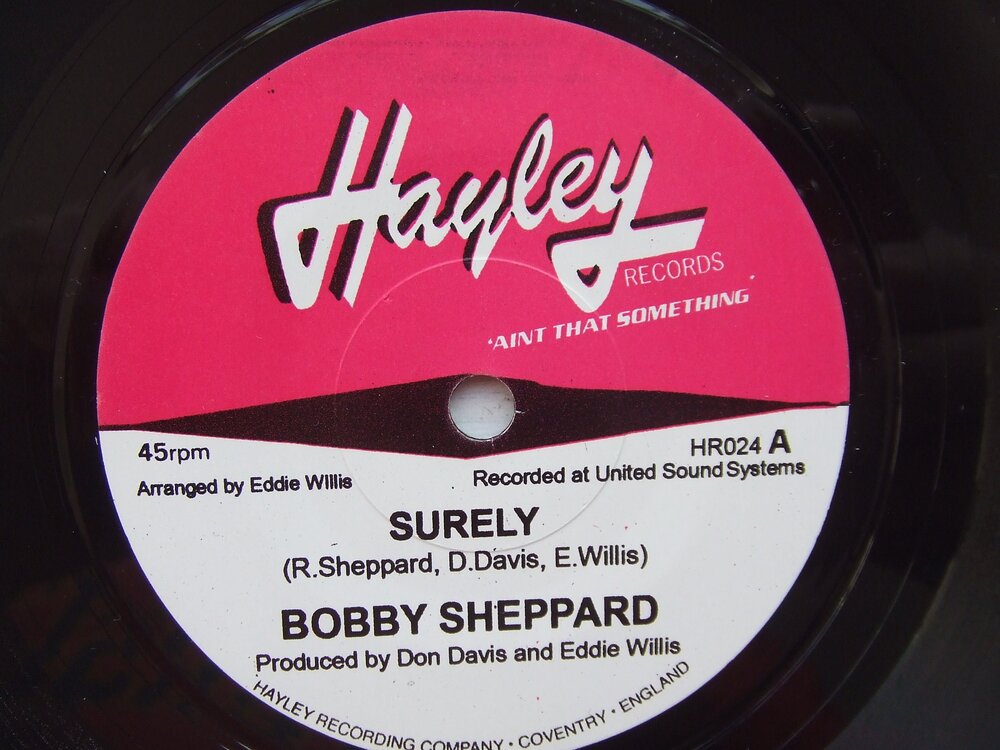 Hayley
RECORDS
'AINT THAT SOMETHING'
45rpm
HR024 A
Arranged by Eddie Willis
Recorded at United Sound Systems
SURELY
(R.Sheppard, D.Davis, E.Willis)
BOBBY SHEPPARD
Produced by Don Davis and Eddie Willis
HAYLEY RECORDING COMPANY · COVENTRY · ENGLAND